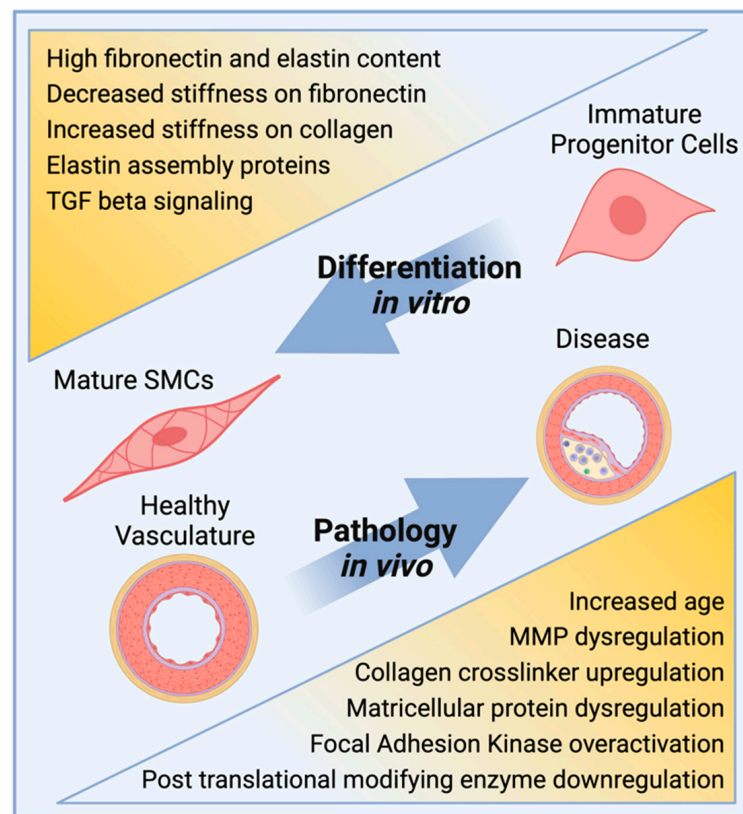 High fibronectin and elastin content
Decreased stiffness on fibronectin
Increased stiffness on collagen
Elastin assembly proteins
TGF beta signaling
Immature
Progenitor Cells
Differentiation
in vitro
Disease
Mature SMCs
Healthy
Vasculature
Pathology
in vivo
Increased age
MMP dysregulation
Collagen crosslinker upregulation
Matricellular protein dysregulation
Focal Adhesion Kinase overactivation
Post translational modifying enzyme downregulation